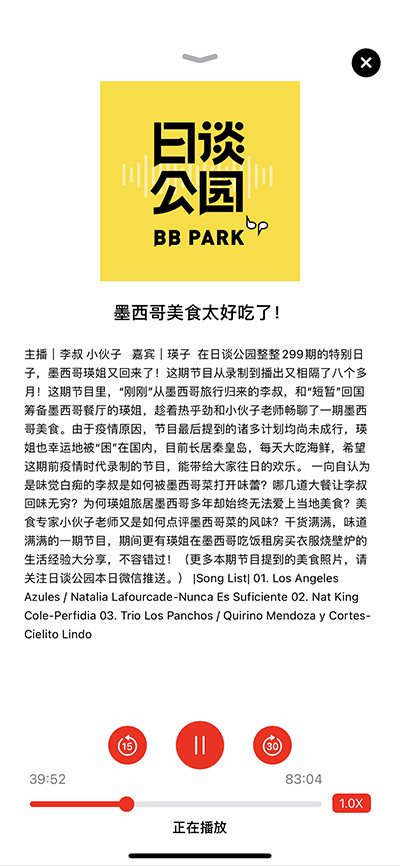 日谈
公园
BB PARK
bp
墨西哥美食太好吃了！
主播｜李叔 小伙子  嘉宾｜瑛子  在日谈公园整整299期的特别日
子，墨西哥瑛姐又回来了！这期节目从录制到播出又相隔了八个多
月！这期节目里，“刚刚”从墨西哥旅行归来的李叔，和“短暂”回国
筹备墨西哥餐厅的瑛姐，趁着热乎劲和小伙子老师畅聊了一期墨西
哥美食。由于疫情原因，节目最后提到的诸多计划均尚未成行，瑛
姐也幸运地被“困”在国内，目前长居秦皇岛，每天大吃海鲜，希望
这期前疫情时代录制的节目，能带给大家往日的欢乐。 一向自认为
是味觉白痴的李叔是如何被墨西哥菜打开味蕾？哪几道大餐让李叔
回味无穷？为何瑛姐旅居墨西哥多年却始终无法爱上当地美食？美
食专家小伙子老师又是如何点评墨西哥菜的风味？干货满满，味道
满满的一期节目，期间更有瑛姐在墨西哥吃饭租房买衣服烧壁炉的
生活经验大分享，不容错过！（更多本期节目提到的美食照片，请
关注日谈公园本日微信推送。） |Song List| 01. Los Angeles
Azules / Natalia Lafourcade-Nunca Es Suficiente 02. Nat King
Cole-Perfidia 03. Trio Los Panchos / Quirino Mendoza y Cortes-
Cielito Lindo
15
30
39:52
83:04
1.0X
正在播放